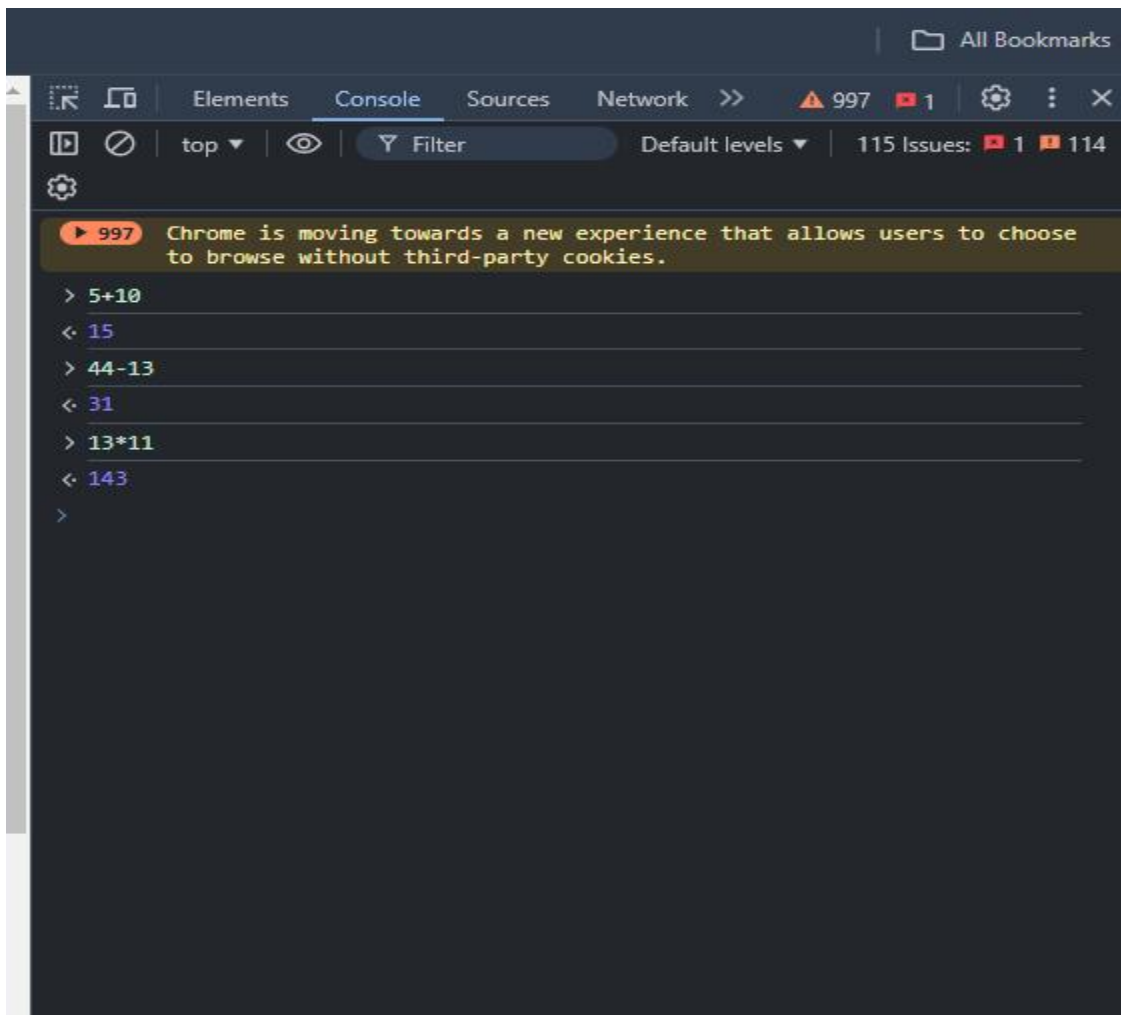 All Bookmarks
Elements Console Sources Network >> 997 1
top Filter Default levels 115 Issues: 1 114
997 Chrome is moving towards a new experience that allows users to choose
to browse without third-party cookies.
> 5+10
15
> 44-13
31
> 13*11
143
>